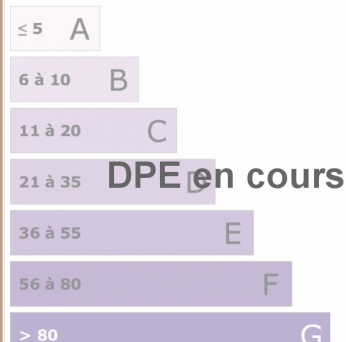 ≤ 5 A
6 à 10 B
11 à 20 C
21 à 35 D
DPE en cours
36 à 55 E
56 à 80 F
> 80 G